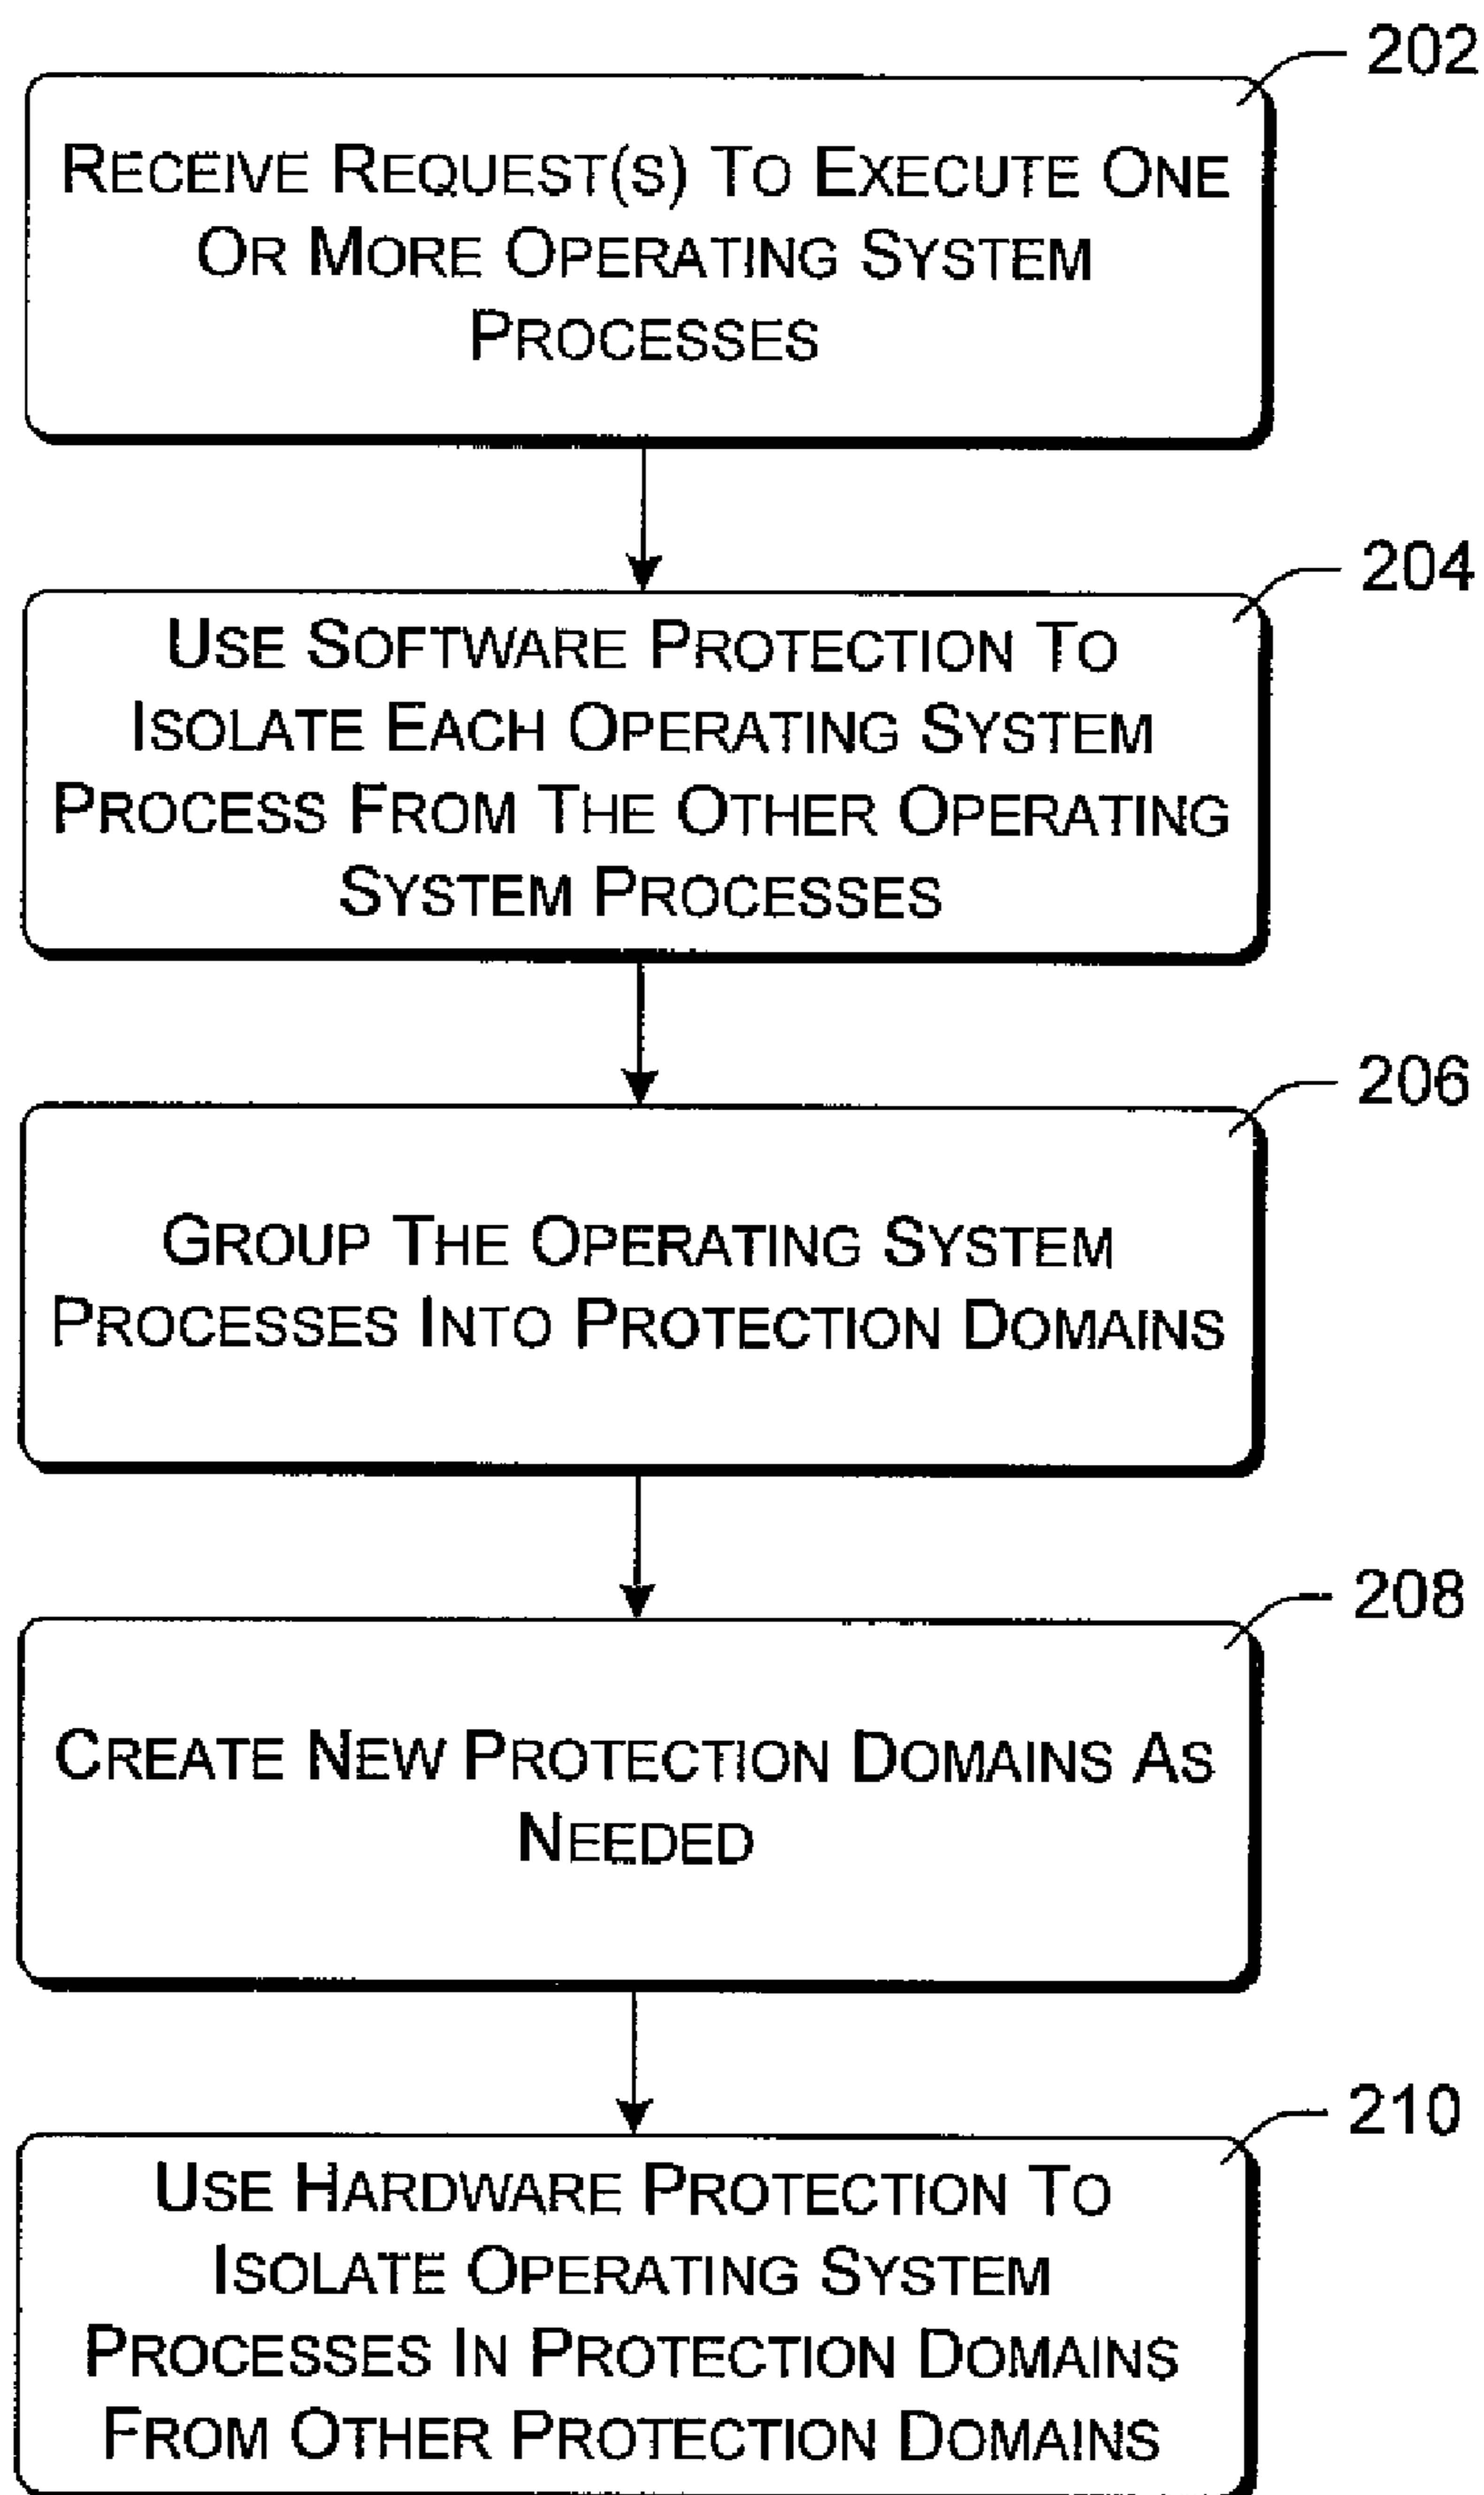 202
RECEIVE REQUEST(S) TO EXECUTE ONE
OR MORE OPERATING SYSTEM
PROCESSES
204
USE SOFTWARE PROTECTION TO
ISOLATE EACH OPERATING SYSTEM
PROCESS FROM THE OTHER OPERATING
SYSTEM PROCESSES
206
GROUP THE OPERATING SYSTEM
PROCESSES INTO PROTECTION DOMAINS
208
CREATE NEW PROTECTION DOMAINS AS
NEEDED
210
USE HARDWARE PROTECTION TO
ISOLATE OPERATING SYSTEM
PROCESSES IN PROTECTION DOMAINS
FROM OTHER PROTECTION DOMAINS